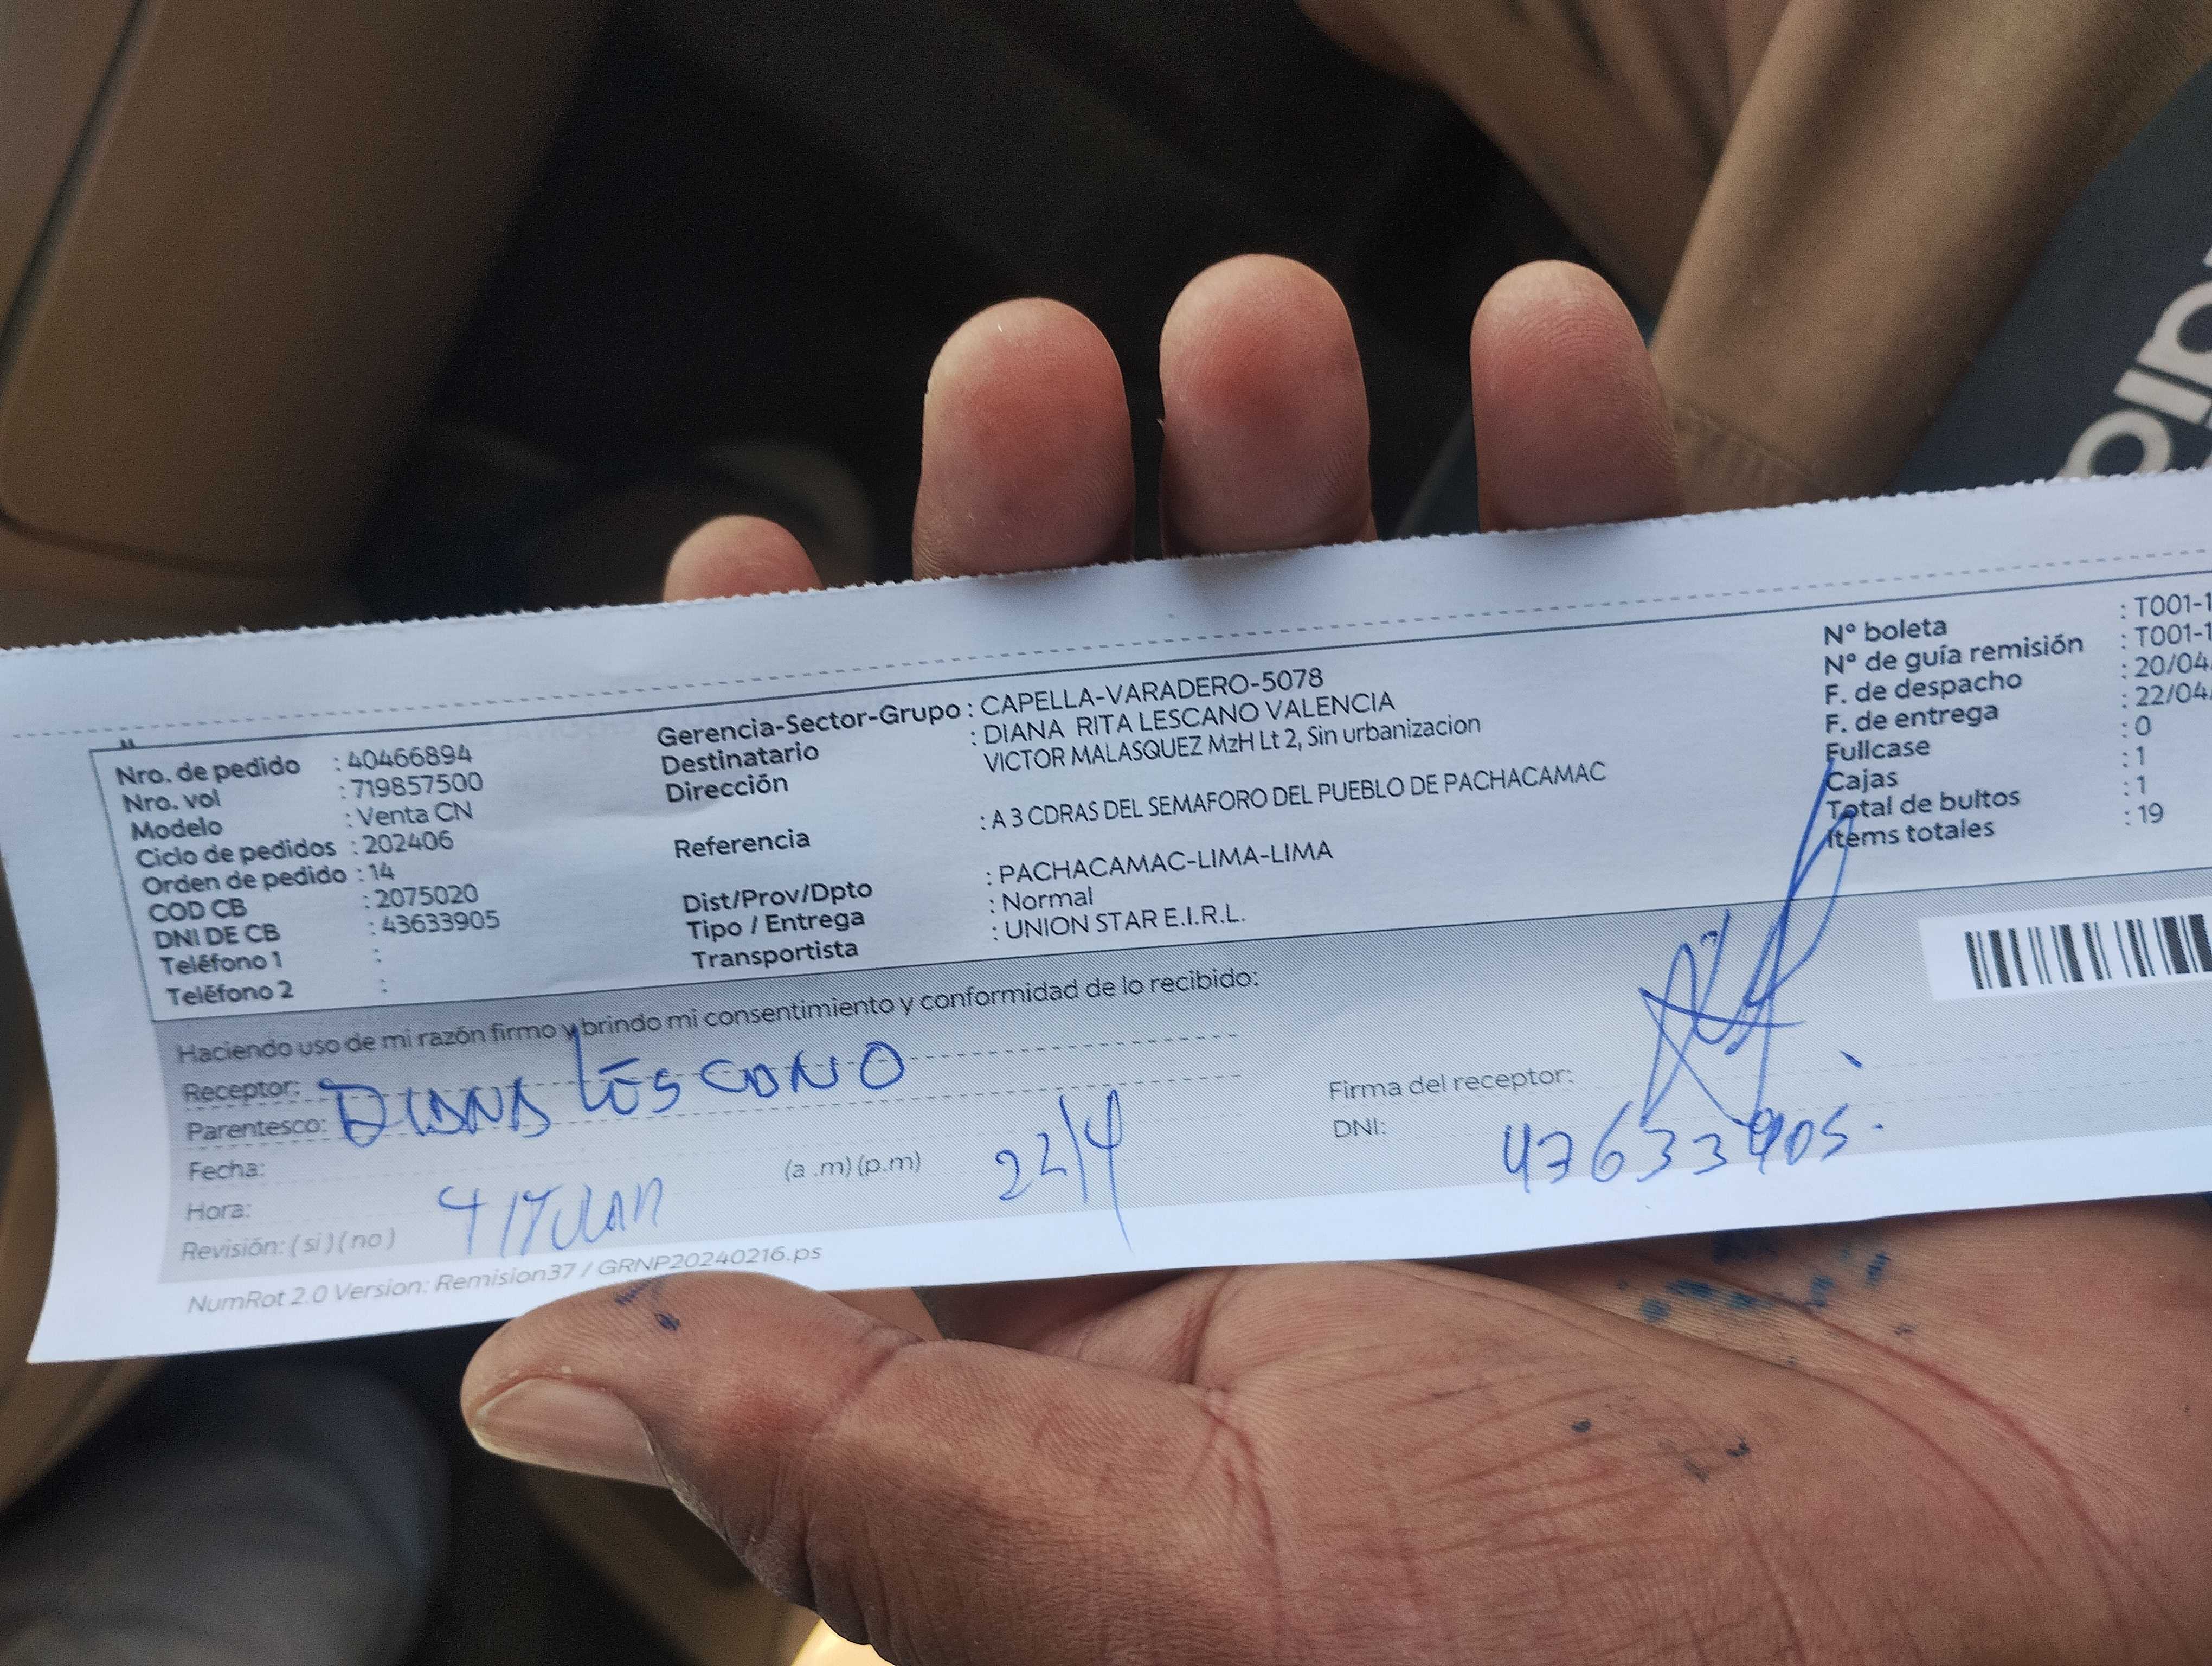 Nro. de pedido : 40466894
Nro. vol : 719857500
Modelo : Venta CN
Ciclo de pedidos : 202406
Orden de pedido : 14
COD CB : 2075020
DNI DE CB : 43633905
Teléfono 1 :
Teléfono 2 :
Gerencia-Sector-Grupo : CAPELLA-VARADERO-5078
Destinatario : DIANA RITA LESCANO VALENCIA
Dirección VICTOR MALASQUEZ MzH Lt 2, Sin urbanizacion
Referencia : A 3 CDRAS DEL SEMAFORO DEL PUEBLO DE PACHACAMAC
Dist/Prov/Dpto : PACHACAMAC-LIMA-LIMA
Tipo / Entrega : Normal
Transportista : UNION STAR E.I.R.L.
N° boleta : T001-1
N° de guía remisión : T001-1
F. de despacho : 20/04
F. de entrega : 22/04/
Fullcase : 0
Cajas : 1
Total de bultos : 1
Items totales : 19
Haciendo uso de mi razón firmo y brindo mi consentimiento y conformidad de lo recibido:
Receptor: DIANA LESCANO
Parentesco:
Fecha:
Hora: (a .m) (p.m)
TITULAR 22/4
Revisión: ( si ) ( no )
Firma del receptor:
DNI: 43633905.
NumRot 2.0 Version: Remision37 / GRNP20240216.ps